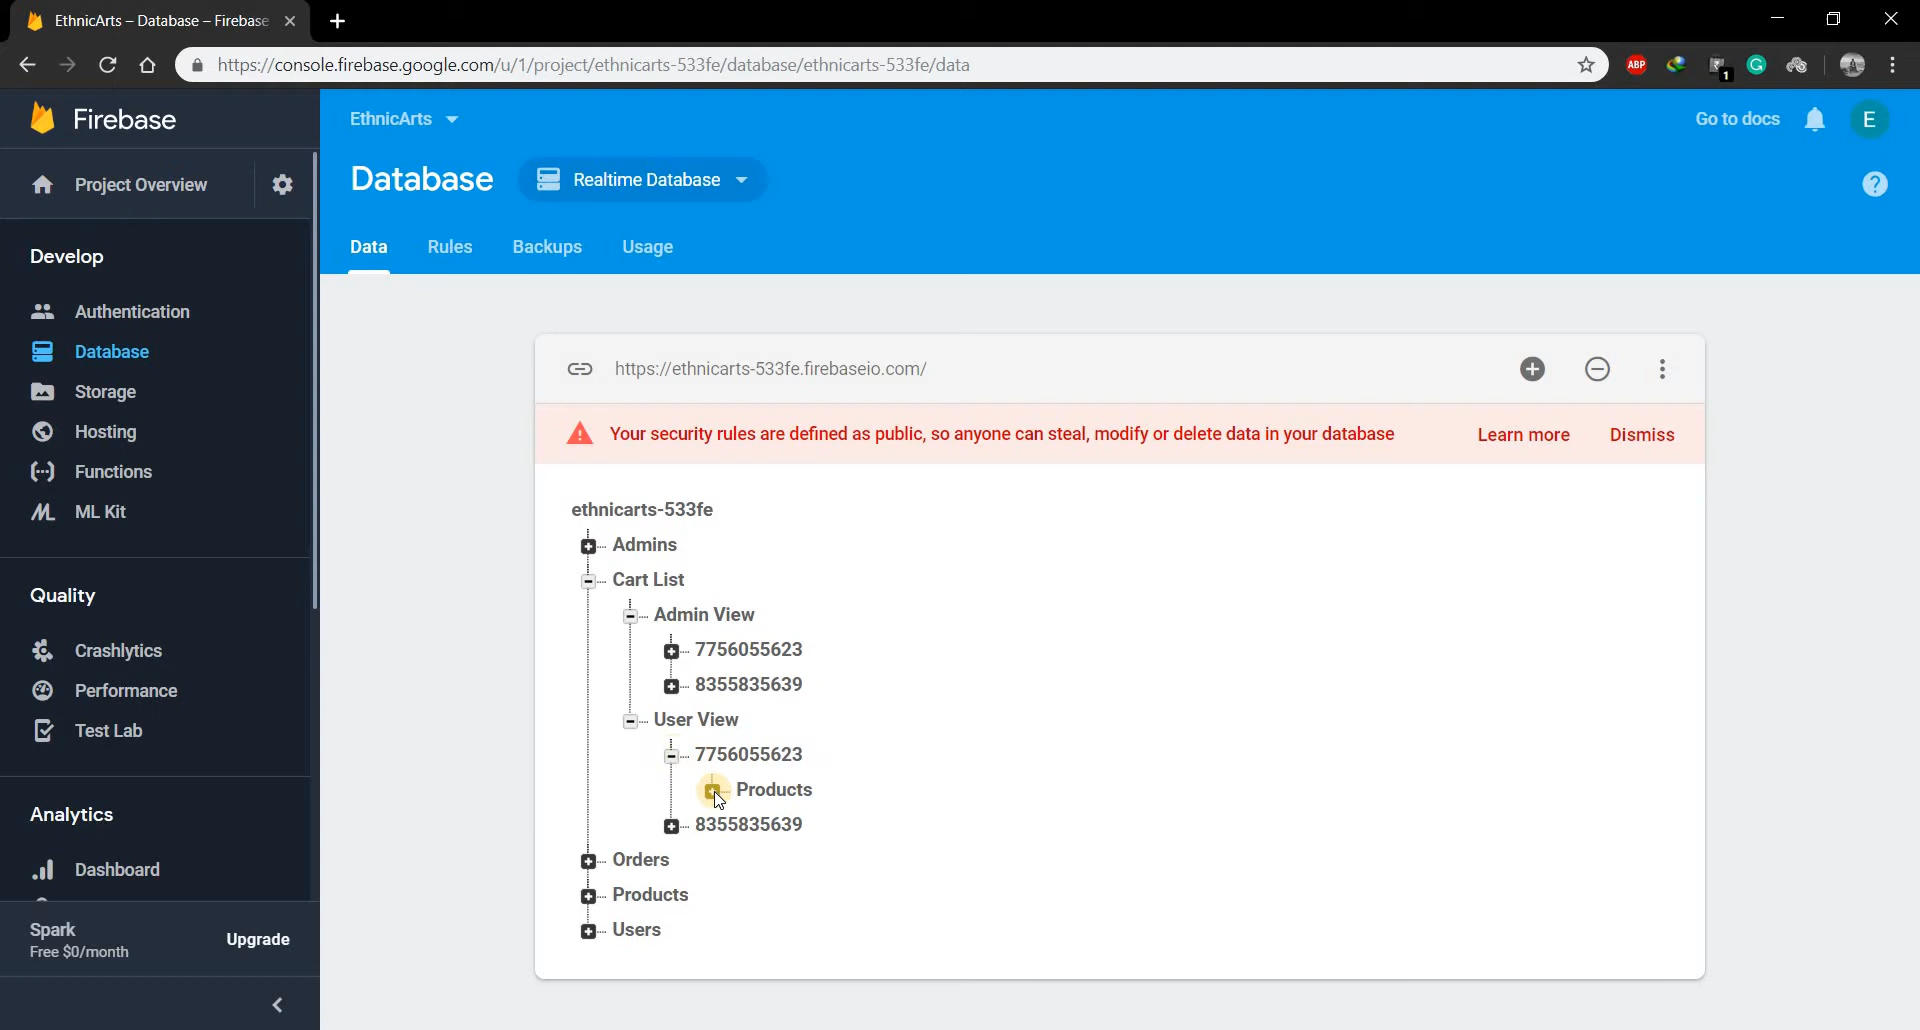 EthnicArts – Database – Firebase
https://console.firebase.google.com/u/1/project/ethnicarts-533fe/database/ethnicarts-533fe/data
ABP
1
G
Firebase
EthnicArts
Go to docs
E
Project Overview
Database
Realtime Database
?
Data
Rules
Backups
Usage
Develop
Authentication
Database
Storage
Hosting
Functions
ML Kit
Quality
Crashlytics
Performance
Test Lab
Analytics
Dashboard
Spark
Free $0/month
Upgrade
https://ethnicarts-533fe.firebaseio.com/
Your security rules are defined as public, so anyone can steal, modify or delete data in your database
Learn more
Dismiss
ethnicarts-533fe
Admins
Cart List
Admin View
7756055623
8355835639
User View
7756055623
Products
8355835639
Orders
Products
Users